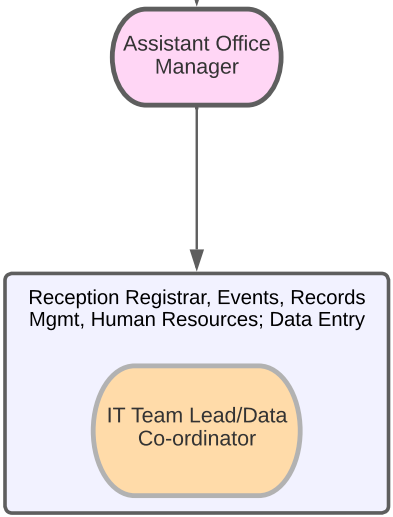 Assistant Office
Manager
Reception Registrar, Events, Records
Mgmt, Human Resources; Data Entry
IT Team Lead/Data
Co-ordinator